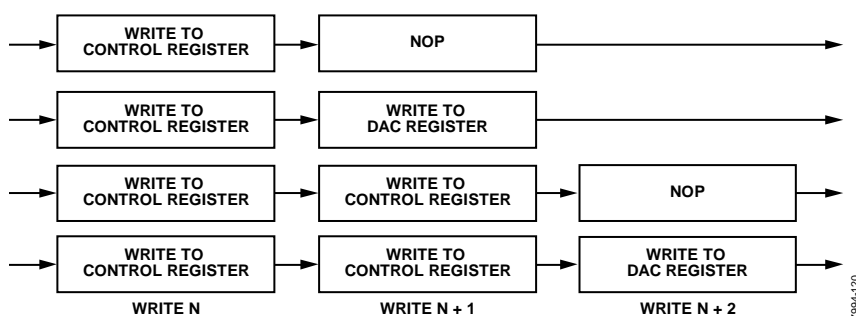 WRITE TO
CONTROL REGISTER
NOP
WRITE TO
CONTROL REGISTER
WRITE TO
DAC REGISTER
WRITE TO
CONTROL REGISTER
WRITE TO
CONTROL REGISTER
NOP
WRITE TO
CONTROL REGISTER
WRITE TO
CONTROL REGISTER
WRITE TO
DAC REGISTER
WRITE N
WRITE N + 1
WRITE N + 2